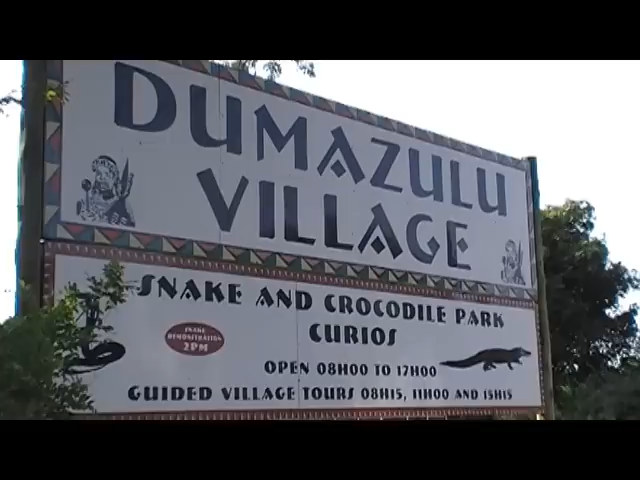 DUMAZULU
VILLAGE
SNAKE AND CROCODILE PARK
CURIOS
SNAKE
DEMONSTRATION
2PM
OPEN 08H00 TO 17H00
GUIDED VILLAGE TOURS 08H15, 11H00 AND 15H15